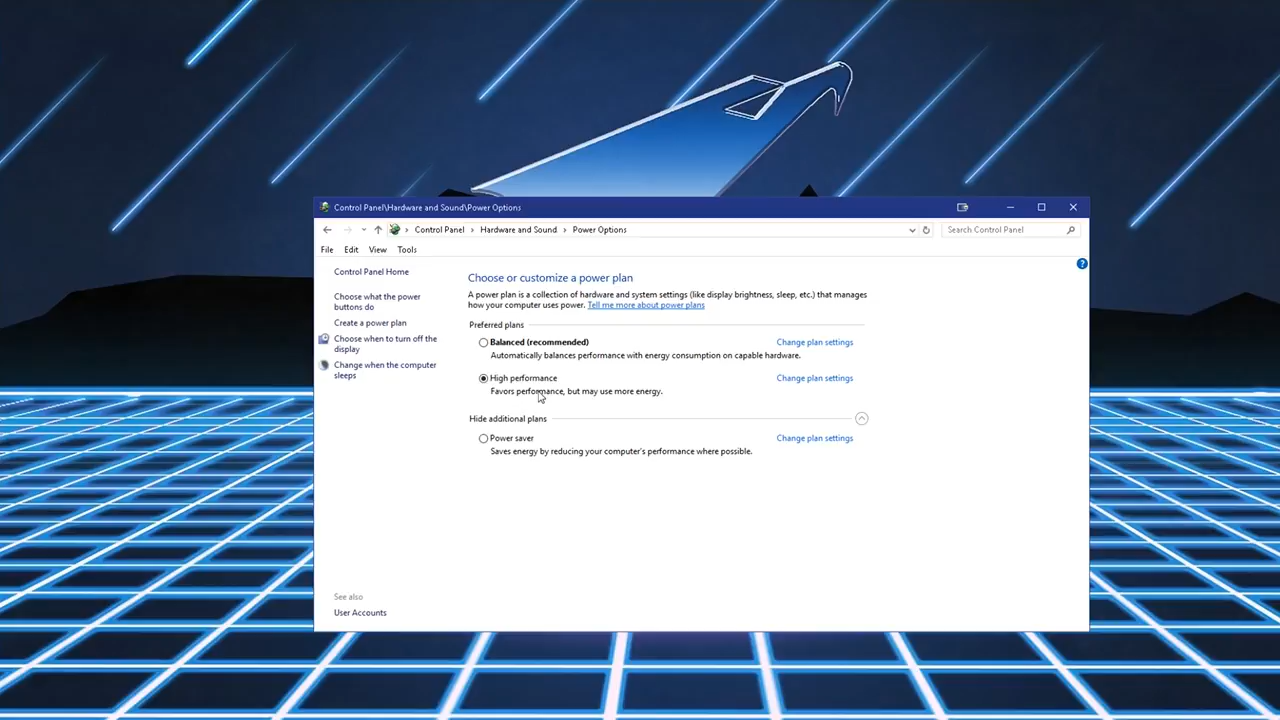 Control Panel\Hardware and Sound\Power Options
Control Panel Hardware and Sound Power Options
Search Control Panel
File Edit View Tools
Control Panel Home
Choose what the power
buttons do
Create a power plan
Choose when to turn off the
display
Change when the computer
sleeps
Choose or customize a power plan
A power plan is a collection of hardware and system settings (like display brightness, sleep, etc.) that manages
how your computer uses power. Tell me more about power plans
Preferred plans
Balanced (recommended) Change plan settings
Automatically balances performance with energy consumption on capable hardware.
High performance Change plan settings
Favors performance, but may use more energy.
Hide additional plans
Power saver Change plan settings
Saves energy by reducing your computer's performance where possible.
See also
User Accounts